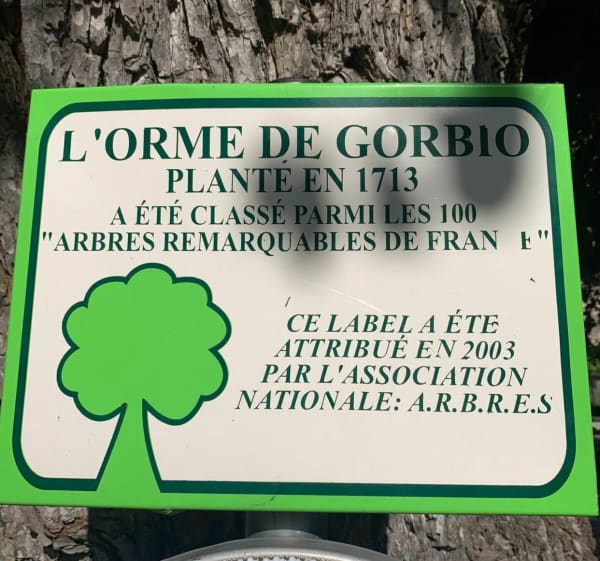 L'ORME DE GORBIO
PLANTÉ EN 1713
A ÉTÉ CLASSÉ PARMI LES 100
"ARBRES REMARQUABLES DE FRAN E"
CE LABEL A ÉTE
ATTRIBUÉ EN 2003
PAR L'ASSOCIATION
NATIONALE: A.R.B.R.E.S